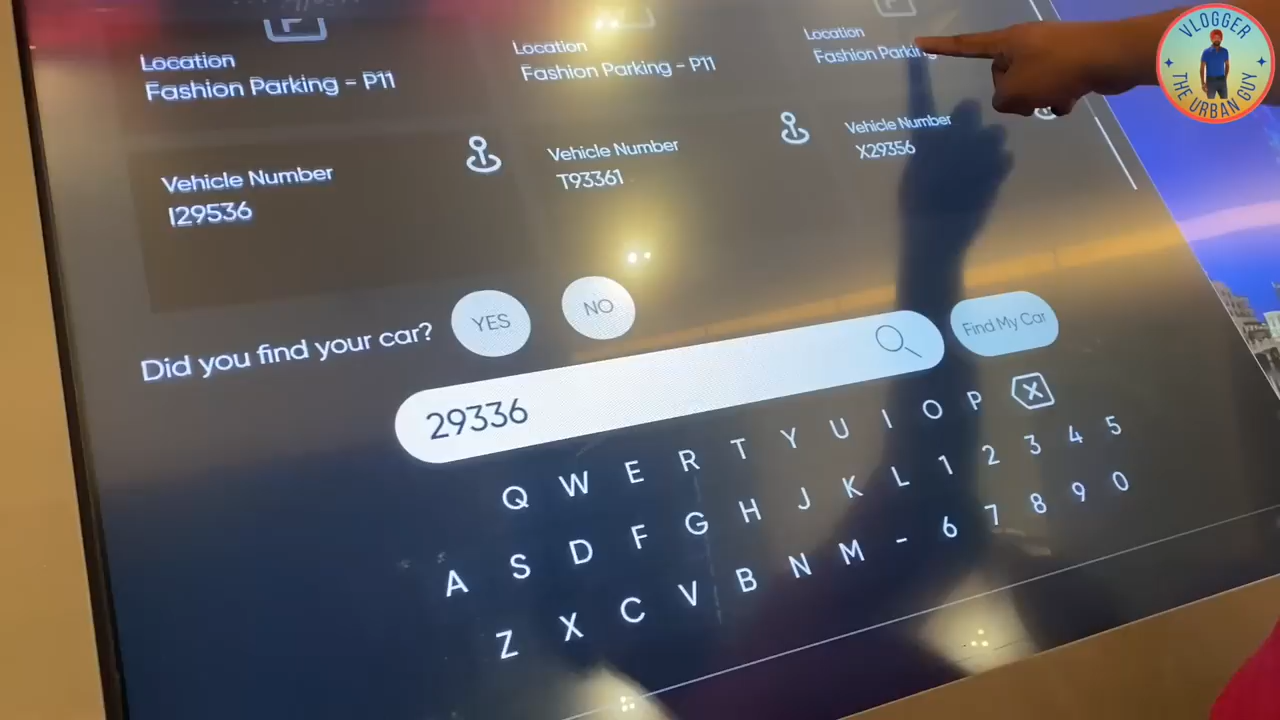 Location
Fashion Parking - P11
Location
Fashion Parking - P11
Location
Fashion Parking
Vehicle Number
I29536
Vehicle Number
T93361
Vehicle Number
X29356
Did you find your car?
YES
NO
29336
Find My Car
Q W E R T Y U I O P X
A S D F G H J K L 1 2 3 4 5
Z X C V B N M - 6 7 8 9 0
VLOGGER
THE URBAN GUY